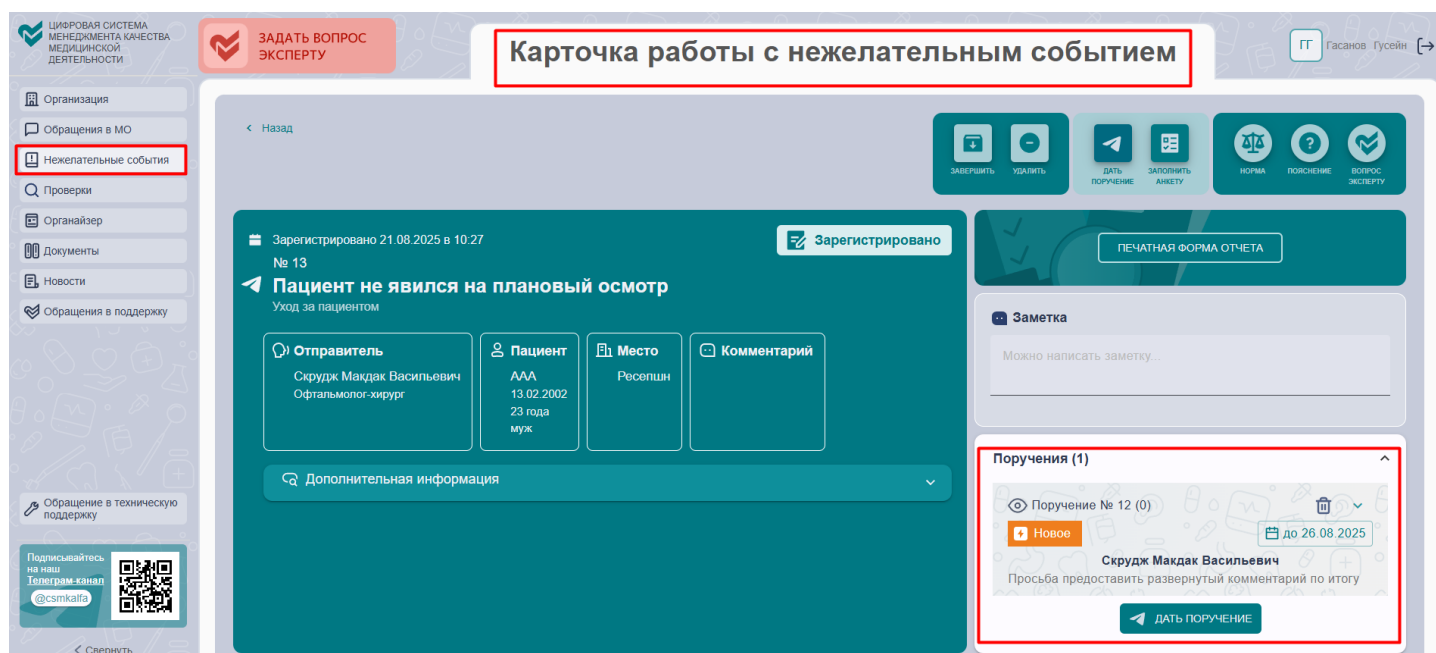 ЦИФРОВАЯ СИСТЕМА
МЕНЕДЖМЕНТА КАЧЕСТВА
МЕДИЦИНСКОЙ
ДЕЯТЕЛЬНОСТИ
ЗАДАТЬ ВОПРОС
ЭКСПЕРТУ
Карточка работы с нежелательным событием
ГГ
Гасанов Гусейн
Организация
Обращения в МО
Нежелательные события
Проверки
Органайзер
Документы
Новости
Обращения в поддержку
Обращение в техническую
поддержку
Подписывайтесь
на наш
Телеграм-канал
@csmkalfa
Свернуть
Назад
ЗАВЕРШИТЬ
УДАЛИТЬ
ДАТЬ
ПОРУЧЕНИЕ
ЗАПОЛНИТЬ
АНКЕТУ
НОРМА
ПОЯСНЕНИЕ
ВОПРОС
ЭКСПЕРТУ
Зарегистрировано 21.08.2025 в 10:27
Зарегистрировано
№ 13
Пациент не явился на плановый осмотр
Уход за пациентом
Отправитель
Скрудж Макдак Васильевич
Офтальмолог-хирург
Пациент
ААА
13.02.2002
23 года
муж
Место
Ресепшн
Комментарий
Дополнительная информация
ПЕЧАТНАЯ ФОРМА ОТЧЕТА
Заметка
Можно написать заметку...
Поручения (1)
Поручение № 12 (0)
Новое
до 26.08.2025
Скрудж Макдак Васильевич
Просьба предоставить развернутый комментарий по итогу
ДАТЬ ПОРУЧЕНИЕ